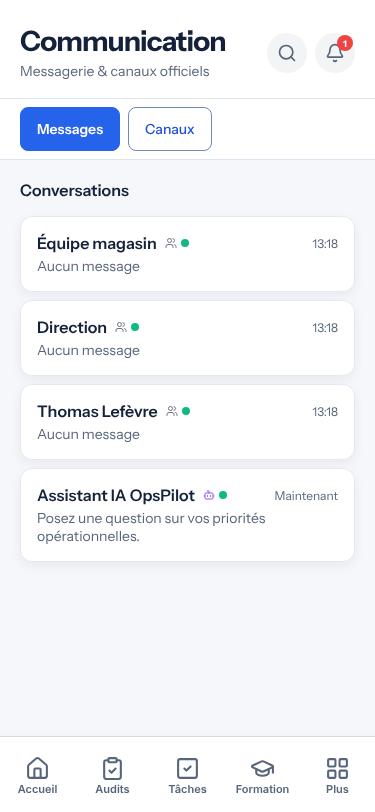 Communication
Messagerie & canaux officiels
1
Messages
Canaux
Conversations
Équipe magasin
13:18
Aucun message
Direction
13:18
Aucun message
Thomas Lefèvre
13:18
Aucun message
Assistant IA OpsPilot
Maintenant
Posez une question sur vos priorités
opérationnelles.
Accueil
Audits
Tâches
Formation
Plus